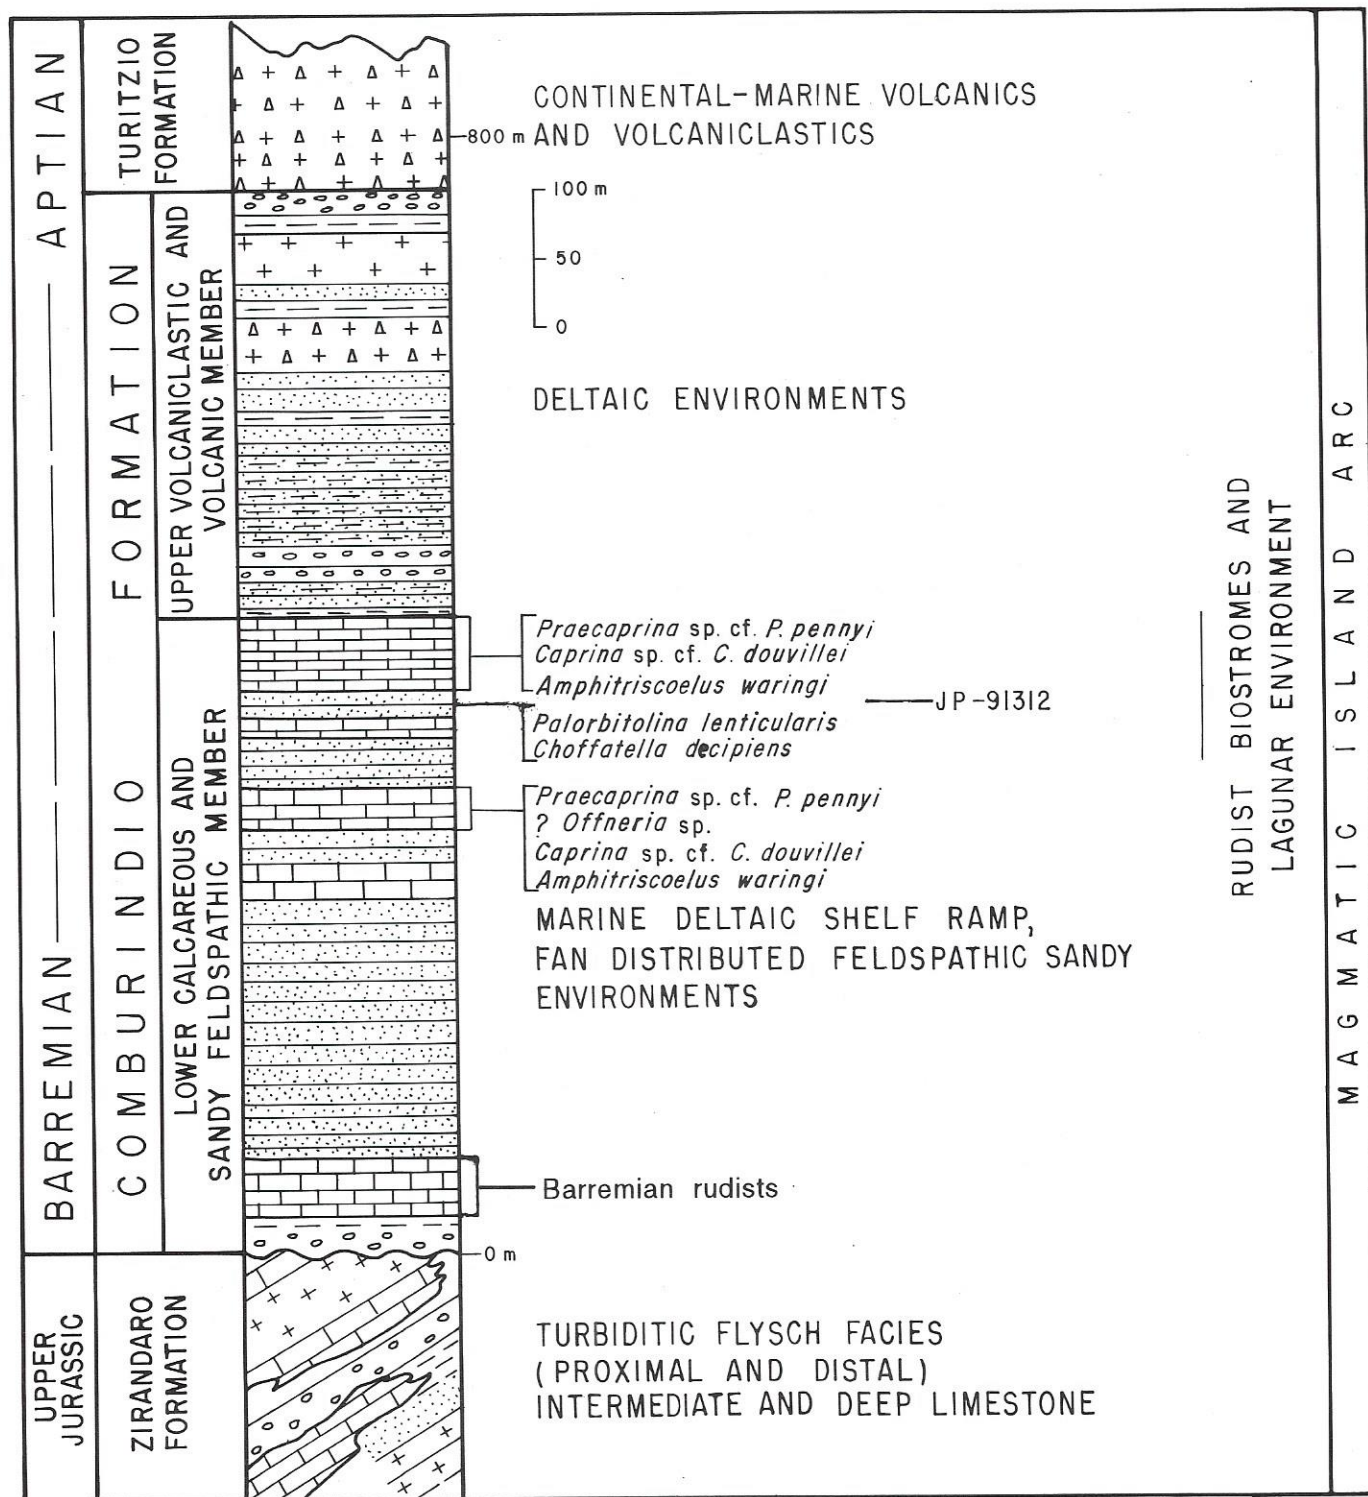 APTIAN
BARREMIAN
UPPER
JURASSIC
TURITZIO
FORMATION
COMBURINDIO FORMATION
UPPER VOLCANICLASTIC AND
VOLCANIC MEMBER
LOWER CALCAREOUS AND
SANDY FELDSPATHIC MEMBER
ZIRANDARO
FORMATION
CONTINENTAL-MARINE VOLCANICS
800 m AND VOLCANICLASTICS
100 m
50
0
DELTAIC ENVIRONMENTS
Praecaprina sp. cf. P. pennyi
Caprina sp. cf. C. douvillei
Amphitriscoelus waringi
JP-91312
Palorbitolina lenticularis
Choffatella decipiens
Praecaprina sp. cf. P. pennyi
? Offneria sp.
Caprina sp. cf. C. douvillei
Amphitriscoelus waringi
MARINE DELTAIC SHELF RAMP,
FAN DISTRIBUTED FELDSPATHIC SANDY
ENVIRONMENTS
Barremian rudists
0 m
TURBIDITIC FLYSCH FACIES
(PROXIMAL AND DISTAL)
INTERMEDIATE AND DEEP LIMESTONE
RUDIST BIOSTROMES AND
LAGUNAR ENVIRONMENT
MAGMATIC ISLAND ARC